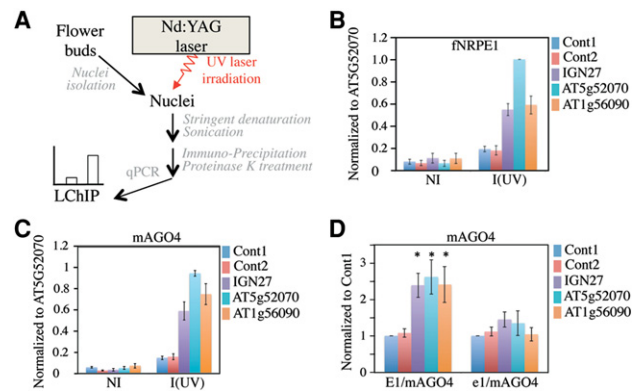 A
Flower
buds
Nd:YAG
laser
UV laser
irradiation
Nuclei
isolation
Nuclei
Stringent denaturation
Sonication
Immuno-Precipitation
Proteinase K treatment
qPCR
LChIP
B
fNRPE1
Normalized to AT5G52070
1.2
1
0.8
0.6
0.4
0.2
0
NI
I(UV)
Cont1
Cont2
IGN27
AT5g52070
AT1g56090
C
mAGO4
Normalized to AT5G52070
1.2
1
0.8
0.6
0.4
0.2
0
NI
I(UV)
Cont1
Cont2
IGN27
AT5g52070
AT1g56090
D
mAGO4
Normalized to Cont1
3
2
1
0
* * *
E1/mAGO4
e1/mAGO4
Cont1
Cont2
IGN27
AT5g52070
AT1g56090